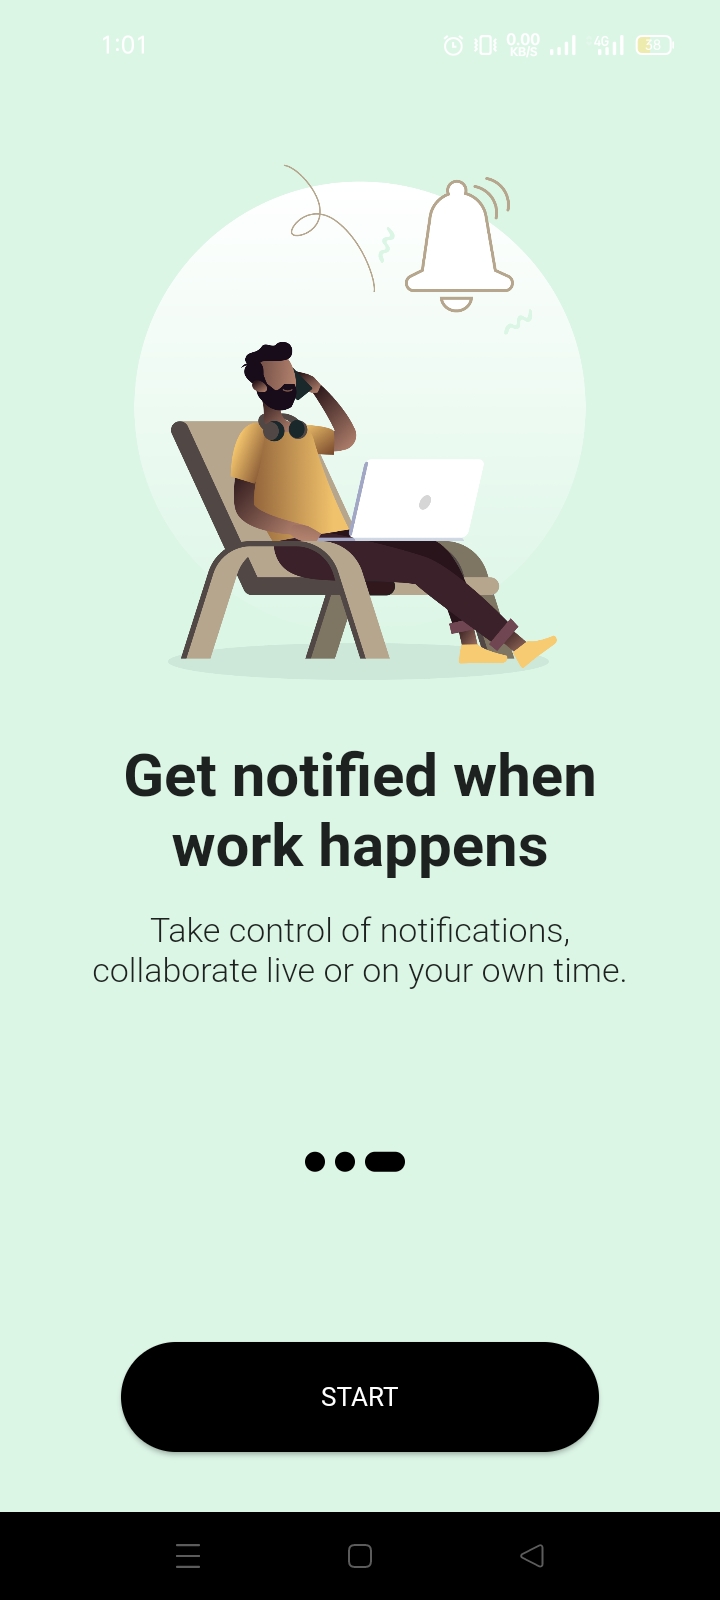 1:01
0.00
KB/S
4G
38
Get notified when
work happens
Take control of notifications,
collaborate live or on your own time.
START